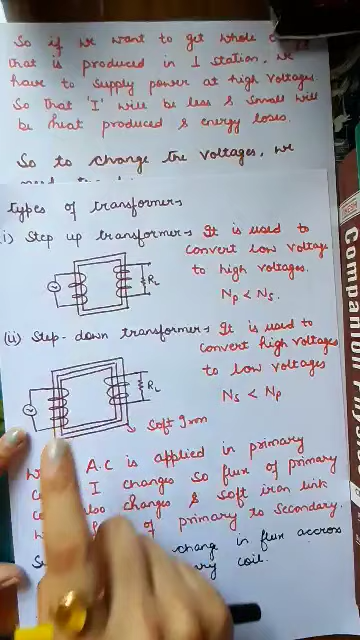 So if we want to get whole
that is produced in 1 station, we
have to supply power at high voltages.
So that 'I' will be less & small will
be heat produced & energy loses.
So to change the voltages, we
types of transformers
i) Step up transformers It is used to
convert low voltage
to high voltages.
Np < Ns.
RL
(ii) Step-down transformers It is used to
convert high voltages
to low voltages
Ns < Np
RL
Soft Iron
A.C is applied in primary
I changes so flux of primary
also changes & soft iron link
of primary to secondary.
change in flux accross
coil.
Companion